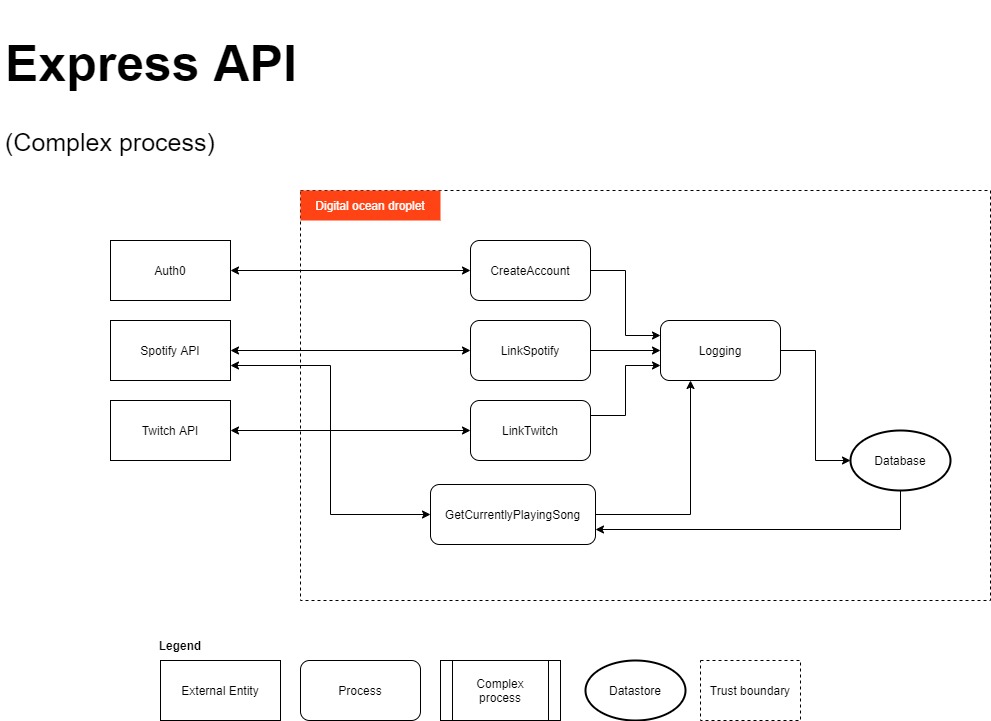 Express API
(Complex process)
Digital ocean droplet
Auth0
CreateAccount
Spotify API
LinkSpotify
Logging
Twitch API
LinkTwitch
Database
GetCurrentlyPlayingSong
Legend
External Entity
Process
Complex
process
Datastore
Trust boundary